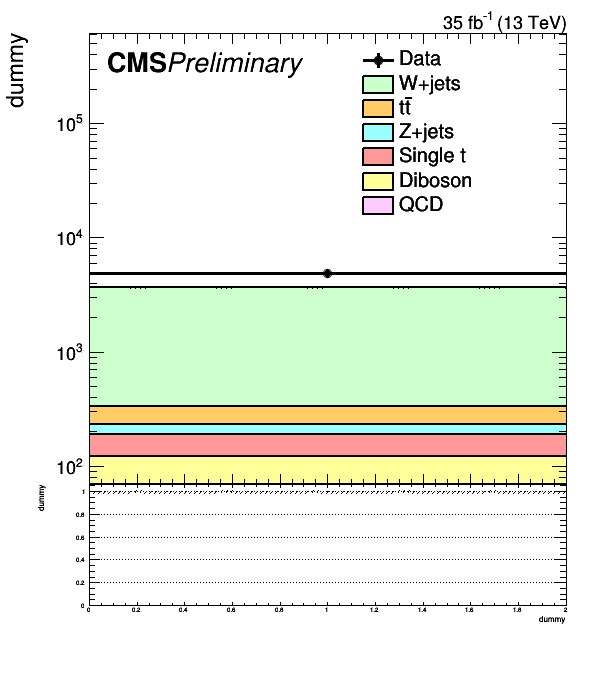 35 fb⁻¹ (13 TeV)
dummy
CMS Preliminary
Data
W+jets
tt̄
Z+jets
Single t
Diboson
QCD
10⁵
10⁴
10³
10²
dummy
1
0.8
0.6
0.4
0.2
0
0 0.2 0.4 0.6 0.8 1 1.2 1.4 1.6 1.8 2
dummy